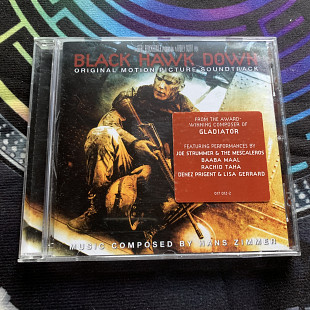 BLACK HAWK DOWN
ORIGINAL MOTION PICTURE SOUNDTRACK
FROM THE AWARD-
WINNING COMPOSER OF
GLADIATOR
FEATURING PERFORMANCES BY
JOE STRUMMER & THE MESCALEROS
BAABA MAAL
RACHID TAHA
DENEZ PRIGENT & LISA GERRARD
MUSIC COMPOSED BY HANS ZIMMER